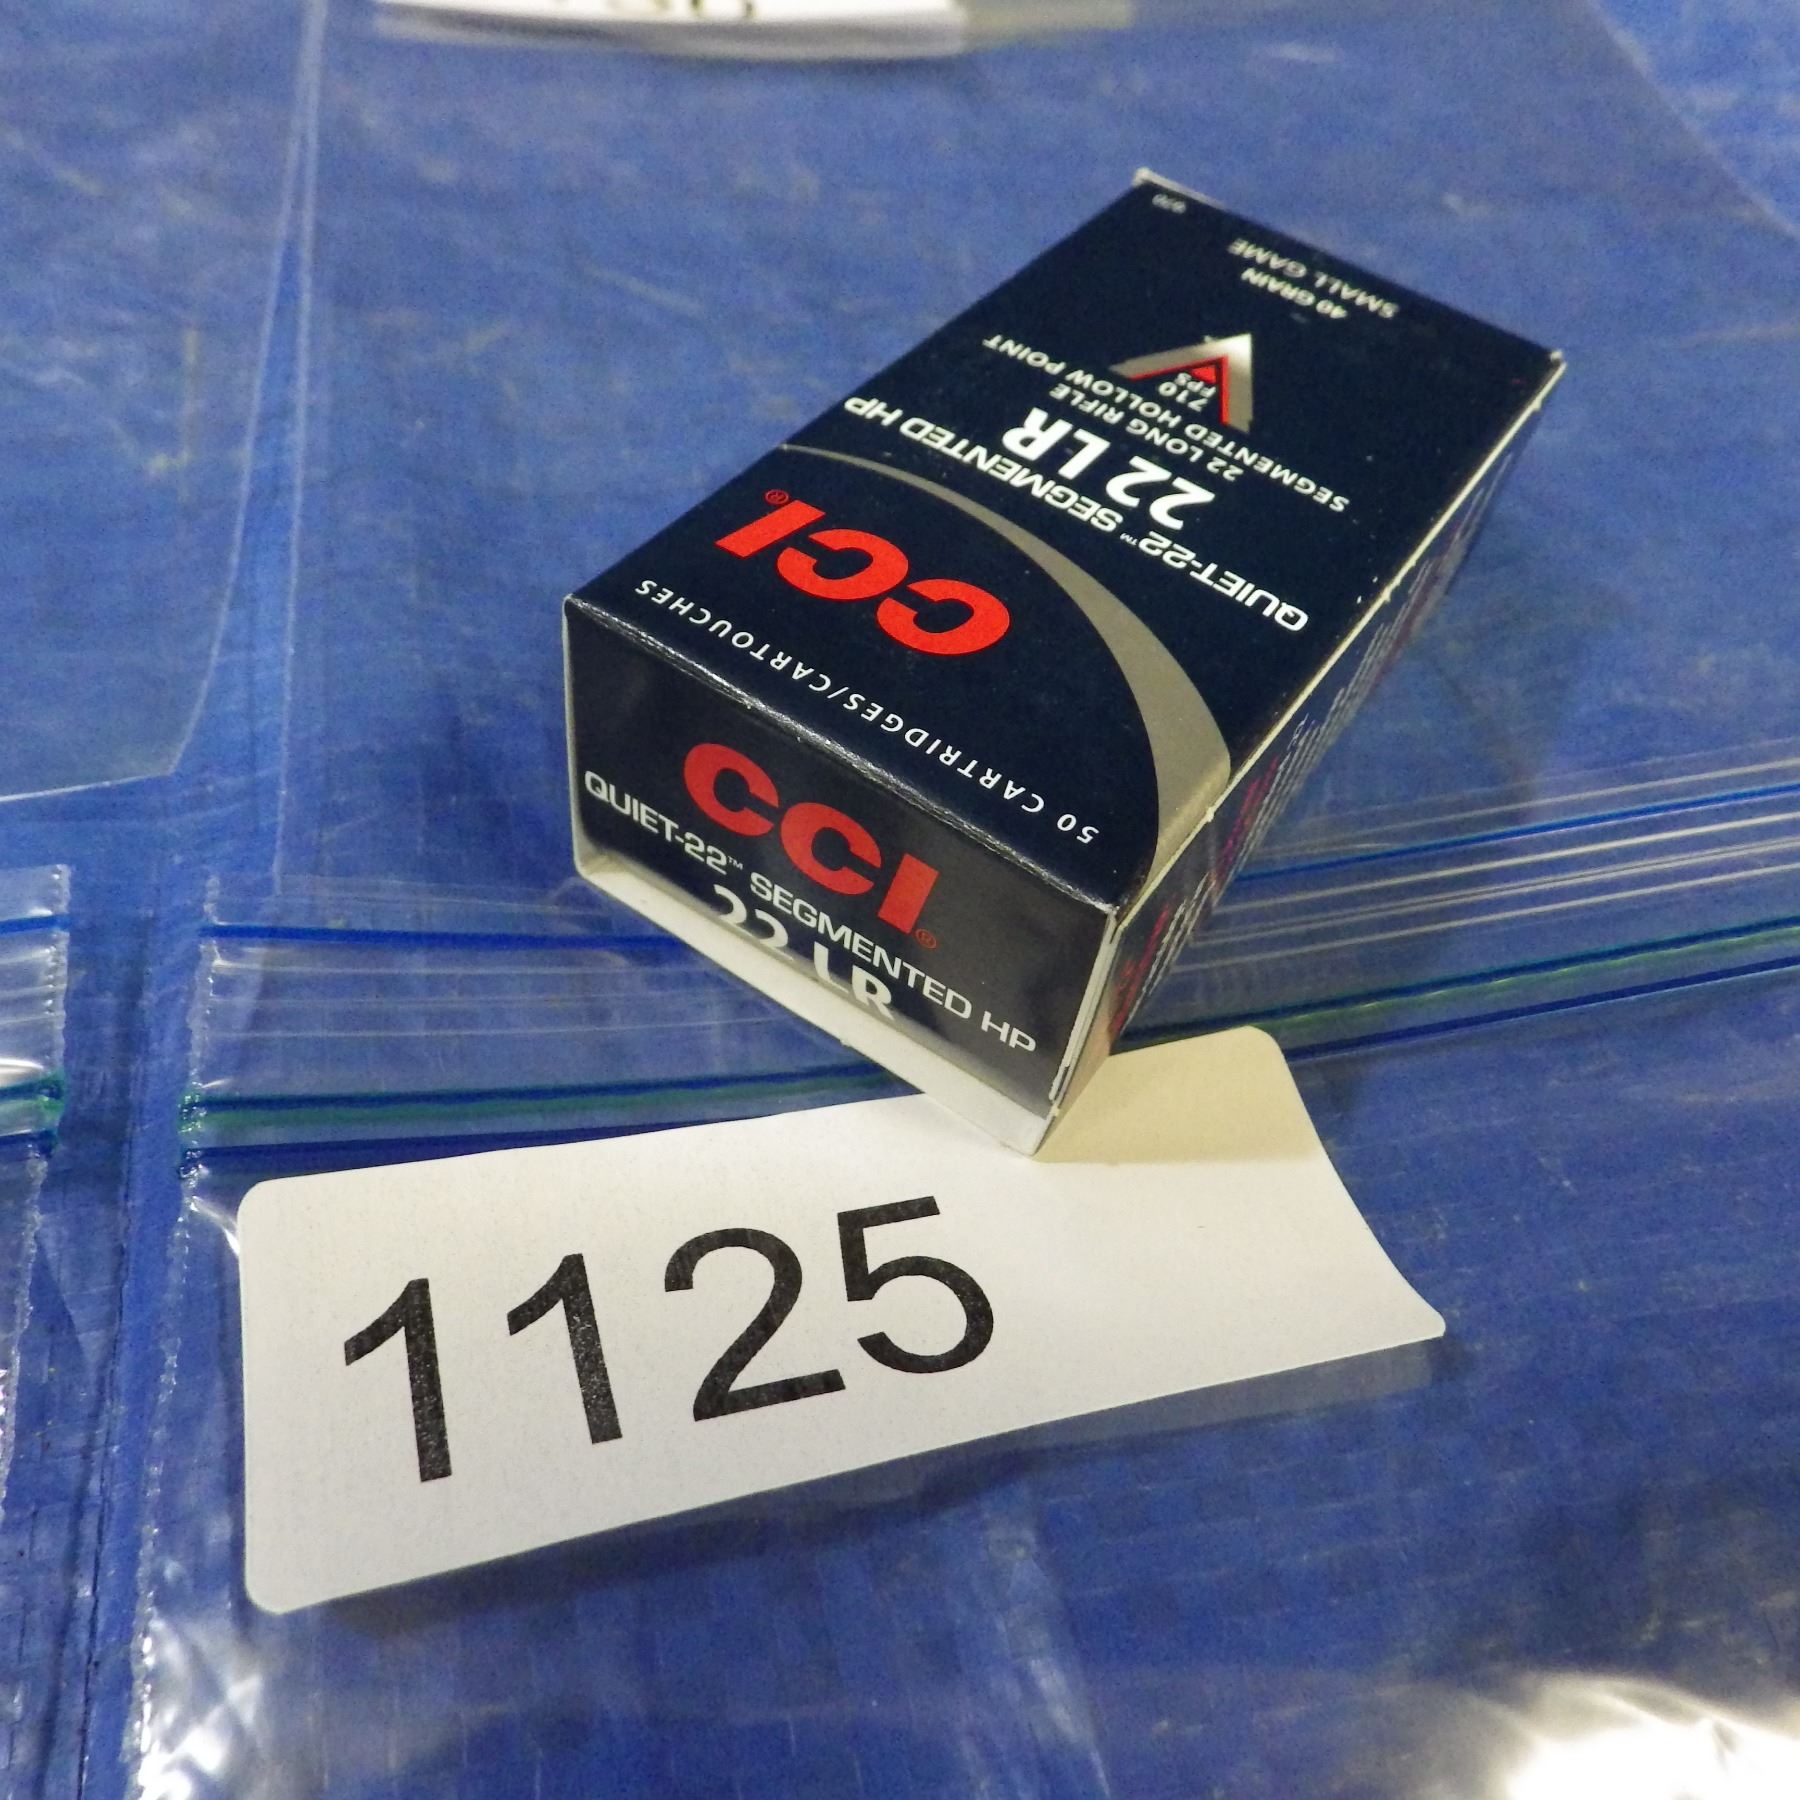 50 CARTRIDGES/CARTOUCHES
CCI®
QUIET-22™ SEGMENTED HP
22 LR
22 LONG RIFLE
SEGMENTED HOLLOW POINT
710
FPS
40 GRAIN
SMALL GAME
970
CCI®
QUIET-22™ SEGMENTED HP
22 LR
1125